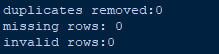 duplicates removed:0
missing rows: 0
invalid rows:0